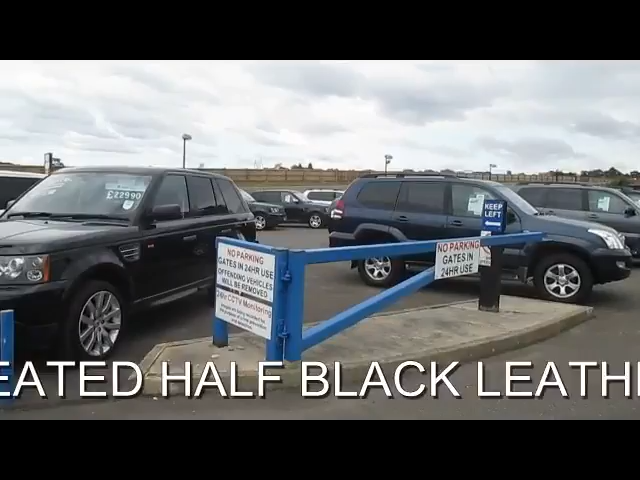 £22990
KEEP
LEFT
NO PARKING
GATES IN
24HR USE
NO PARKING
GATES IN 24HR USE
OFFENDING VEHICLES
WILL BE REMOVED
24Hr CCTV Monitoring
EATED HALF BLACK LEATH